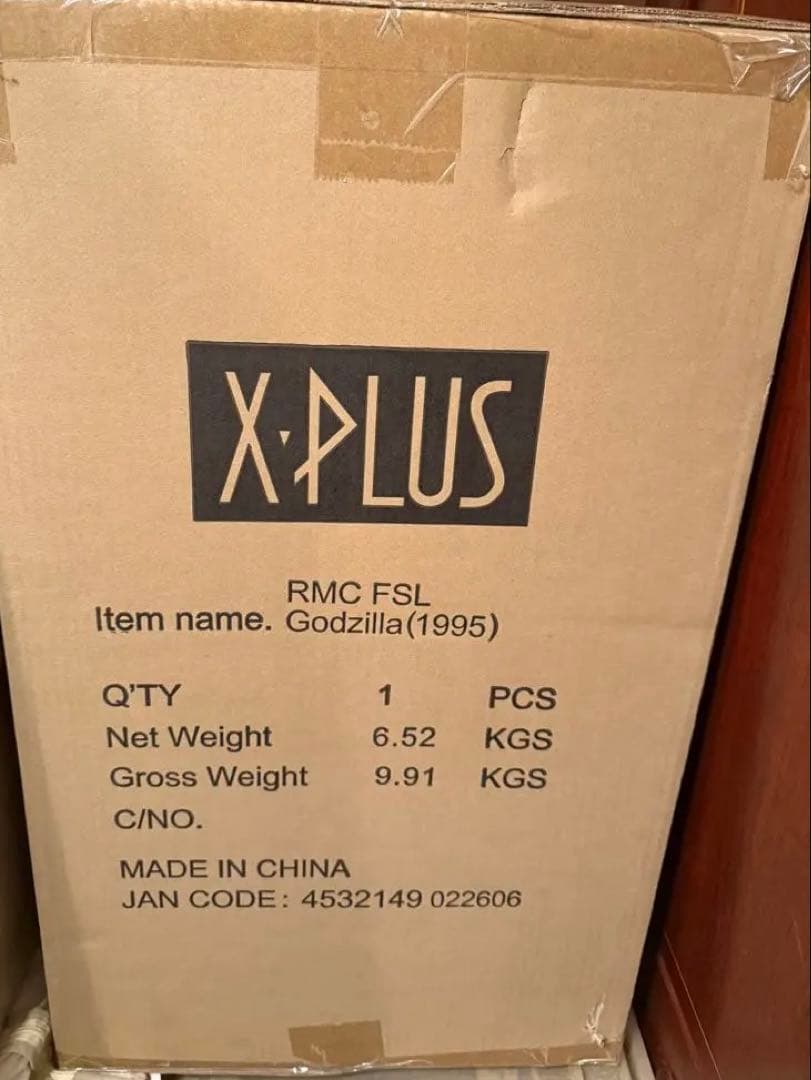 X·PLUS
RMC FSL
Item name. Godzilla(1995)
Q'TY 1 PCS
Net Weight 6.52 KGS
Gross Weight 9.91 KGS
C/NO.
MADE IN CHINA
JAN CODE: 4532149 022606